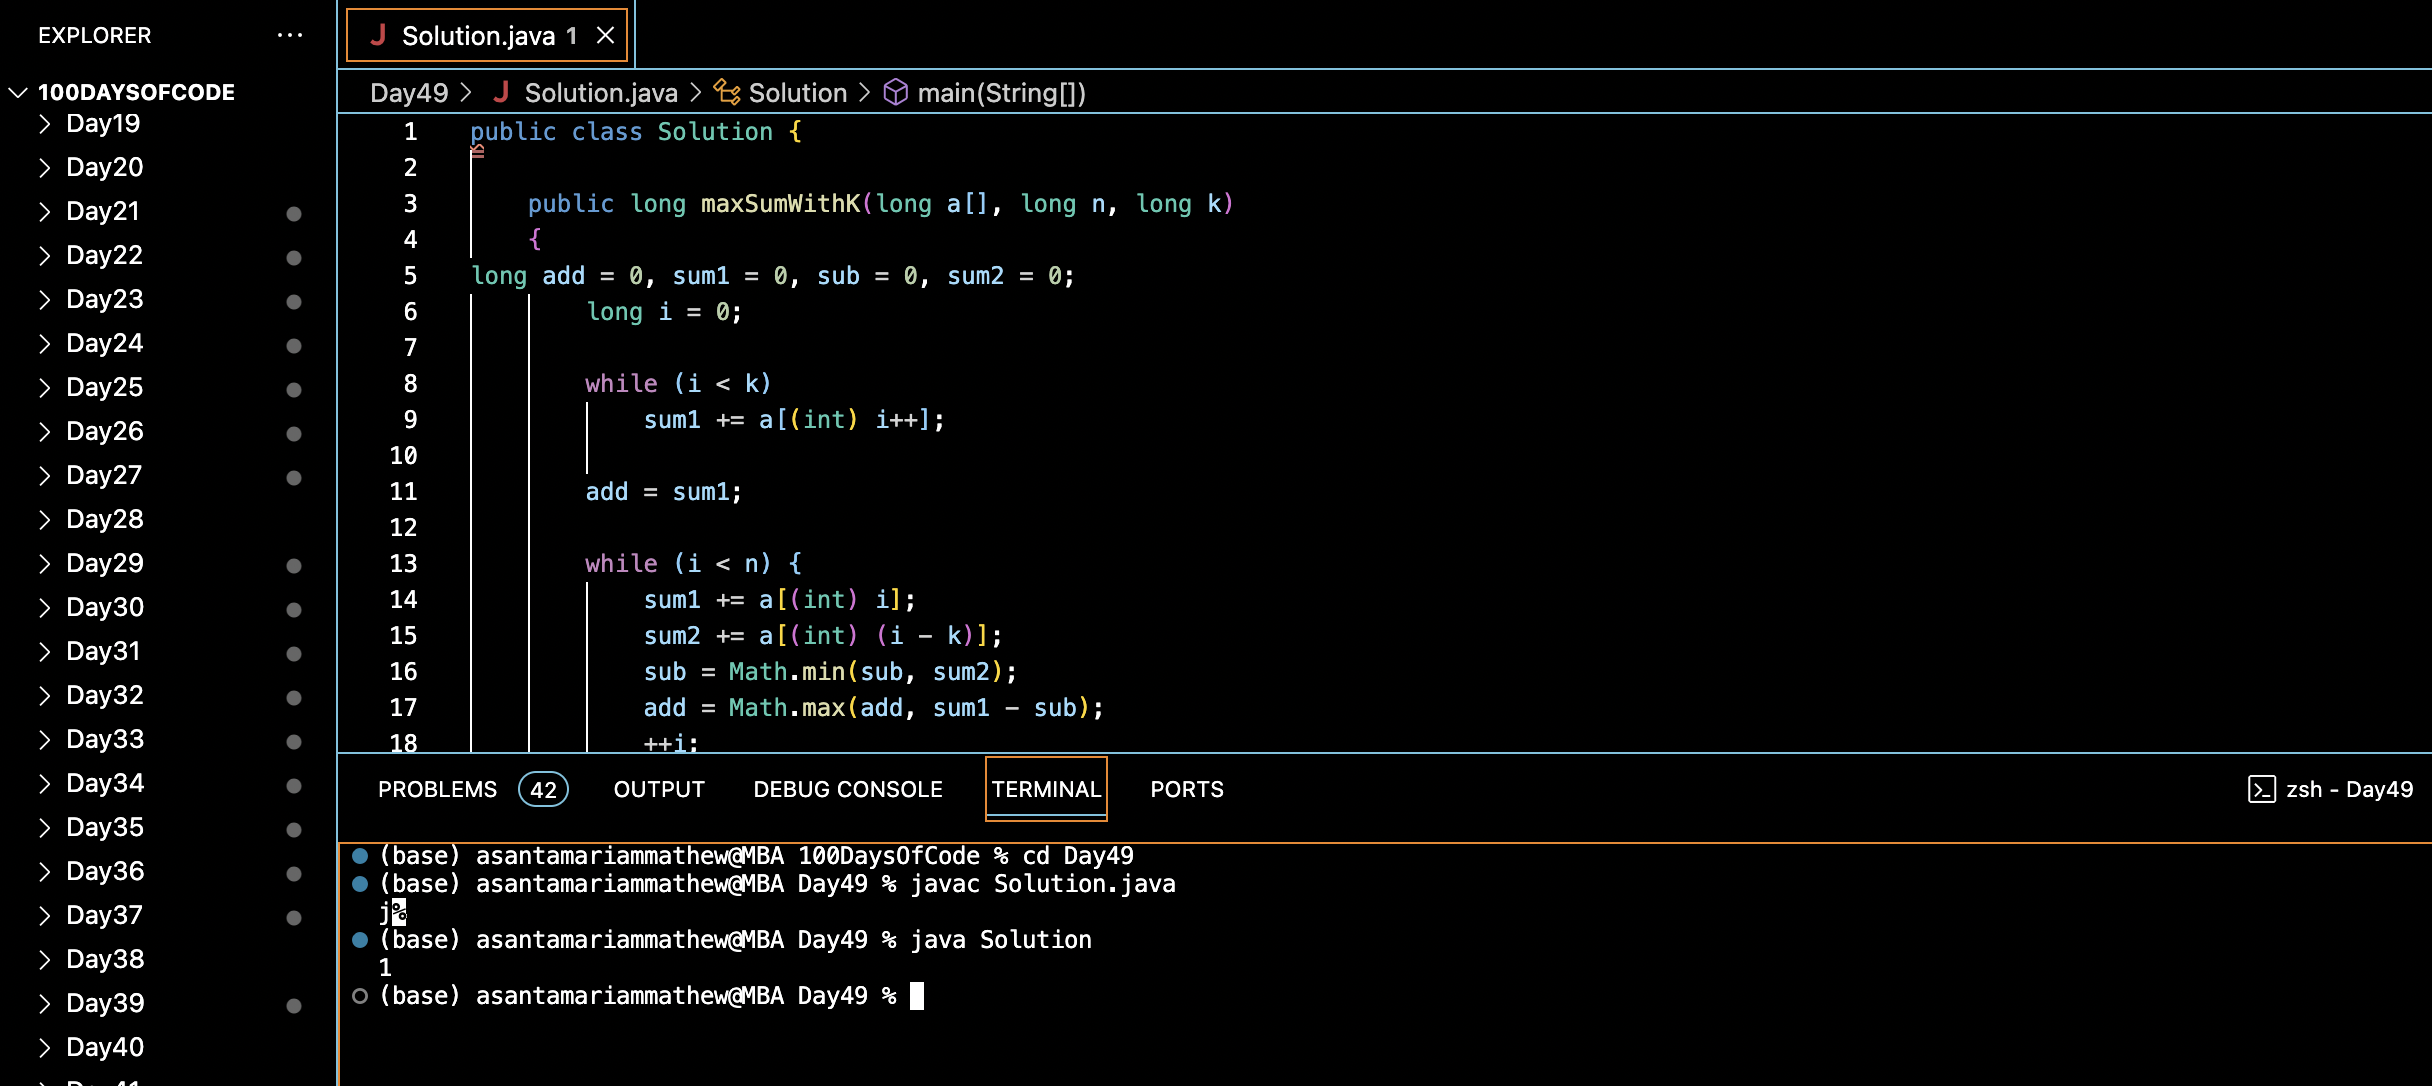 EXPLORER
100DAYSOFCODE
Day19
Day20
Day21
Day22
Day23
Day24
Day25
Day26
Day27
Day28
Day29
Day30
Day31
Day32
Day33
Day34
Day35
Day36
Day37
Day38
Day39
Day40
Day41
Solution.java 1
Day49 > Solution.java > Solution > main(String[])
1 public class Solution {
2
3 public long maxSumWithK(long a[], long n, long k)
4 {
5 long add = 0, sum1 = 0, sub = 0, sum2 = 0;
6 long i = 0;
7
8 while (i < k)
9 sum1 += a[(int) i++];
10
11 add = sum1;
12
13 while (i < n) {
14 sum1 += a[(int) i];
15 sum2 += a[(int) (i - k)];
16 sub = Math.min(sub, sum2);
17 add = Math.max(add, sum1 - sub);
18 ++i;
PROBLEMS 42 OUTPUT DEBUG CONSOLE TERMINAL PORTS zsh - Day49
(base) asantamariammathew@MBA 100DaysOfCode % cd Day49
(base) asantamariammathew@MBA Day49 % javac Solution.java
j%
(base) asantamariammathew@MBA Day49 % java Solution
1
(base) asantamariammathew@MBA Day49 %